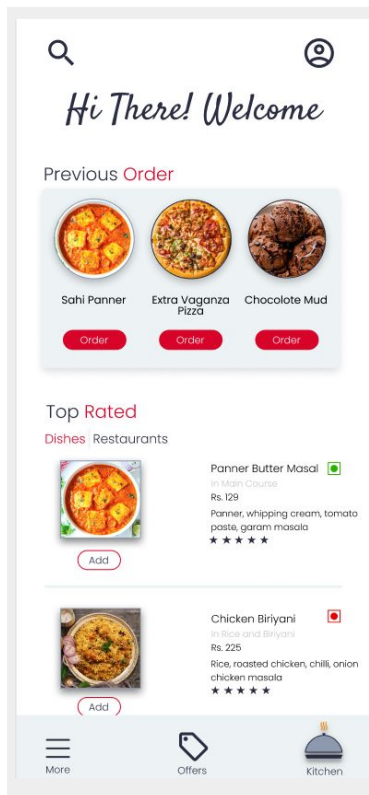 Hi There! Welcome
Previous Order
Sahi Panner
Extra Vaganza
Pizza
Chocolote Mud
Order
Order
Order
Top Rated
Dishes Restaurants
Panner Butter Masal
In Main Course
Rs. 129
Panner, whipping cream, tomato
paste, garam masola
Add
Chicken Biriyani
In Rice and Biriyani
Rs. 225
Rice, roasted chicken, chilli, onion
chicken masala
Add
More
Offers
Kitchen